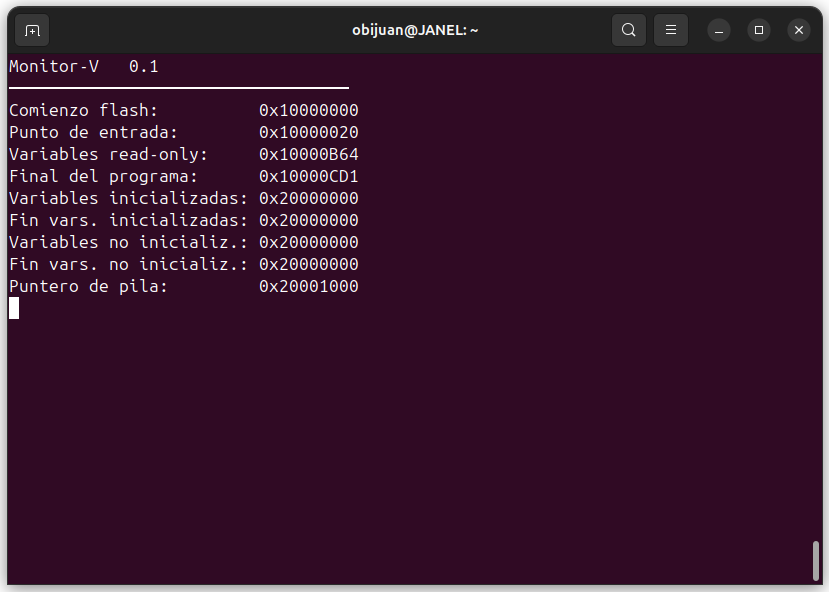 obijuan@JANEL: ~
Monitor-V   0.1
Comienzo flash:          0x10000000
Punto de entrada:        0x10000020
Variables read-only:     0x10000B64
Final del programa:      0x10000CD1
Variables inicializadas: 0x20000000
Fin vars. inicializadas: 0x20000000
Variables no inicializ.: 0x20000000
Fin vars. no inicializ.: 0x20000000
Puntero de pila:         0x20001000